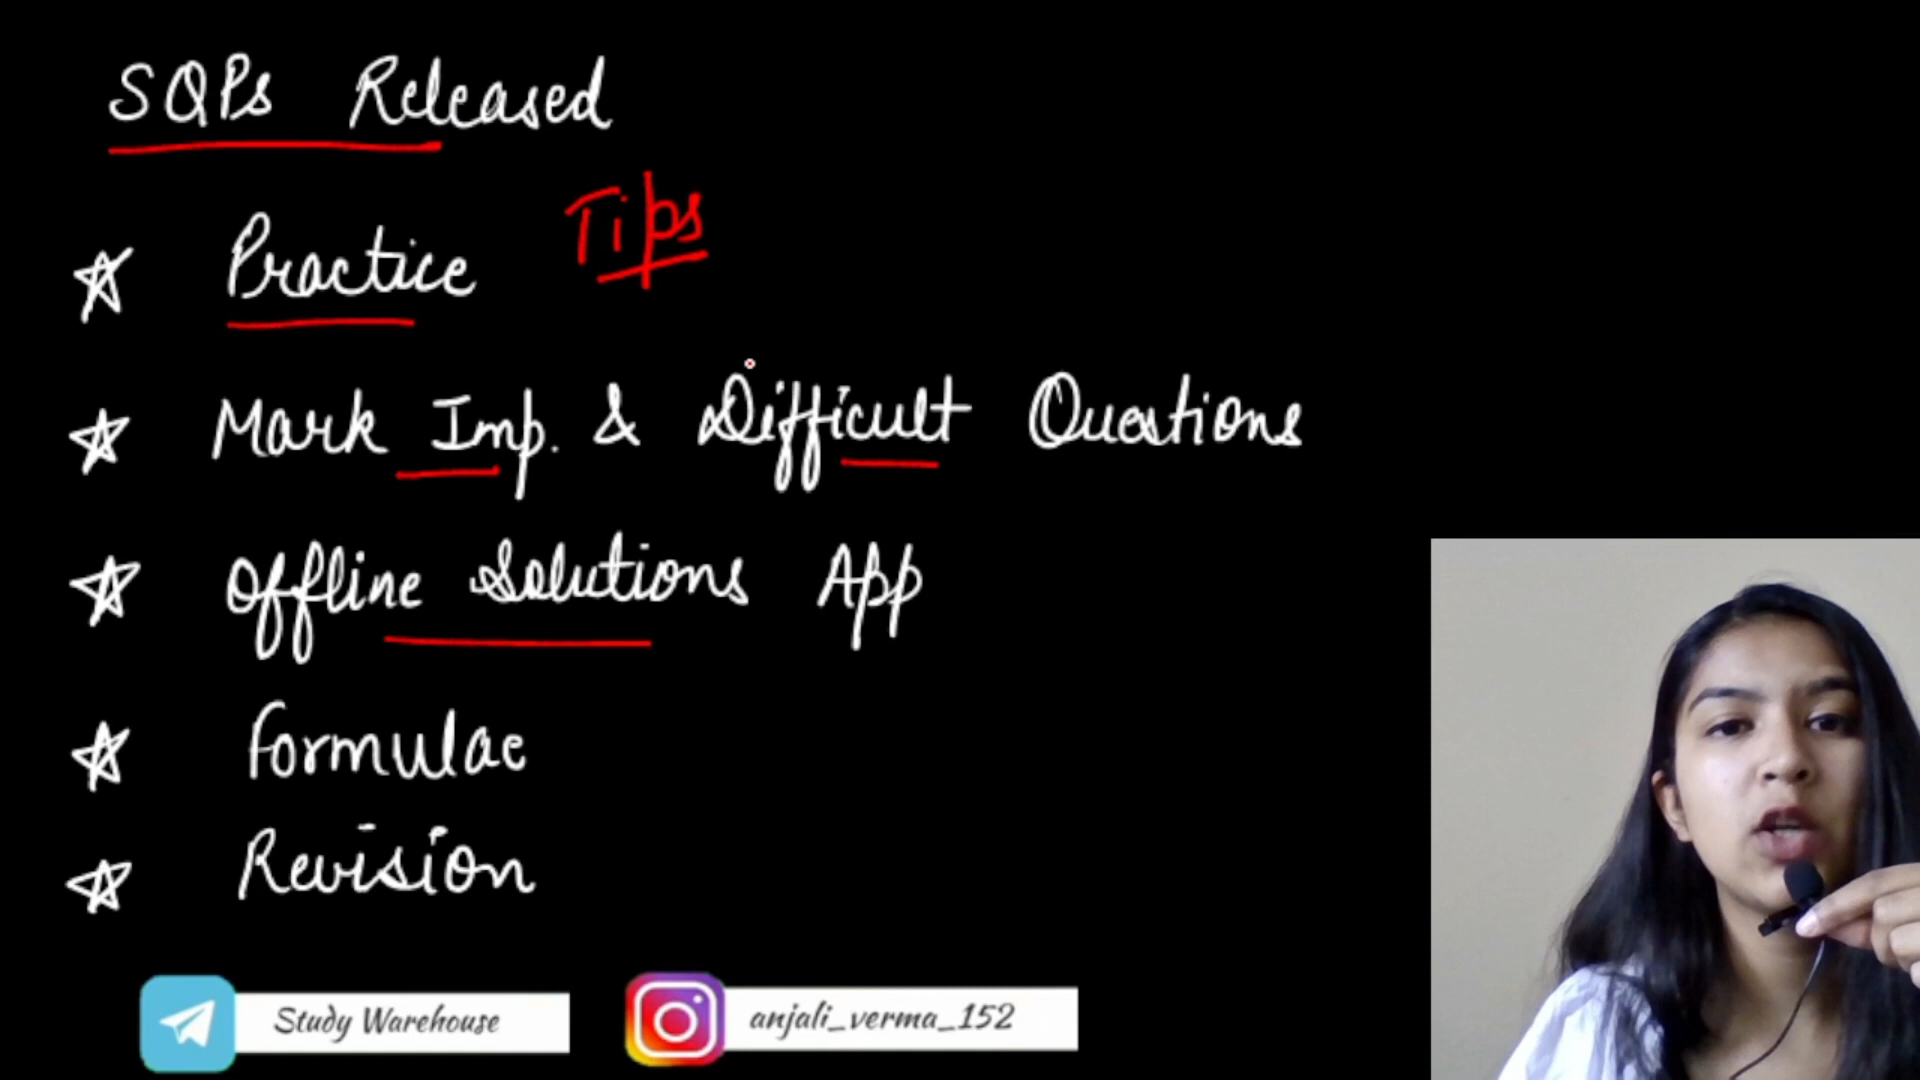 SQPs Released
Practice Tips
Mark Imp. & Difficult Questions
Offline Solutions App
Formulae
Revision
Study Warehouse anjali_verma_152